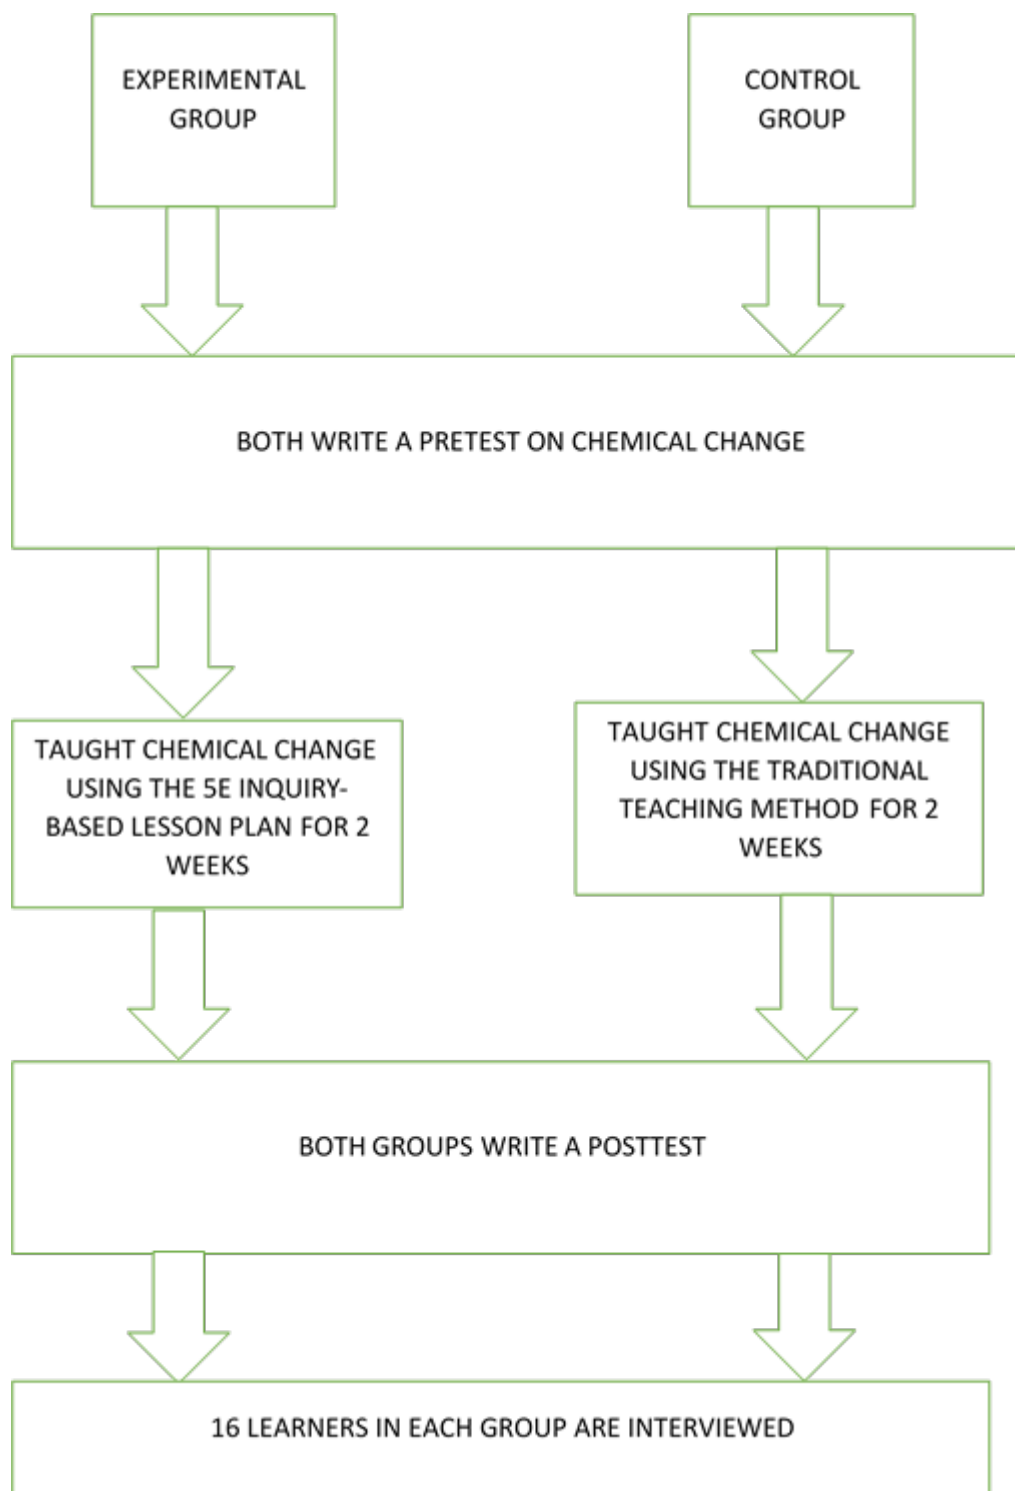 EXPERIMENTAL
GROUP
CONTROL
GROUP
BOTH WRITE A PRETEST ON CHEMICAL CHANGE
TAUGHT CHEMICAL CHANGE
USING THE 5E INQUIRY-
BASED LESSON PLAN FOR 2
WEEKS
TAUGHT CHEMICAL CHANGE
USING THE TRADITIONAL
TEACHING METHOD FOR 2
WEEKS
BOTH GROUPS WRITE A POSTTEST
16 LEARNERS IN EACH GROUP ARE INTERVIEWED